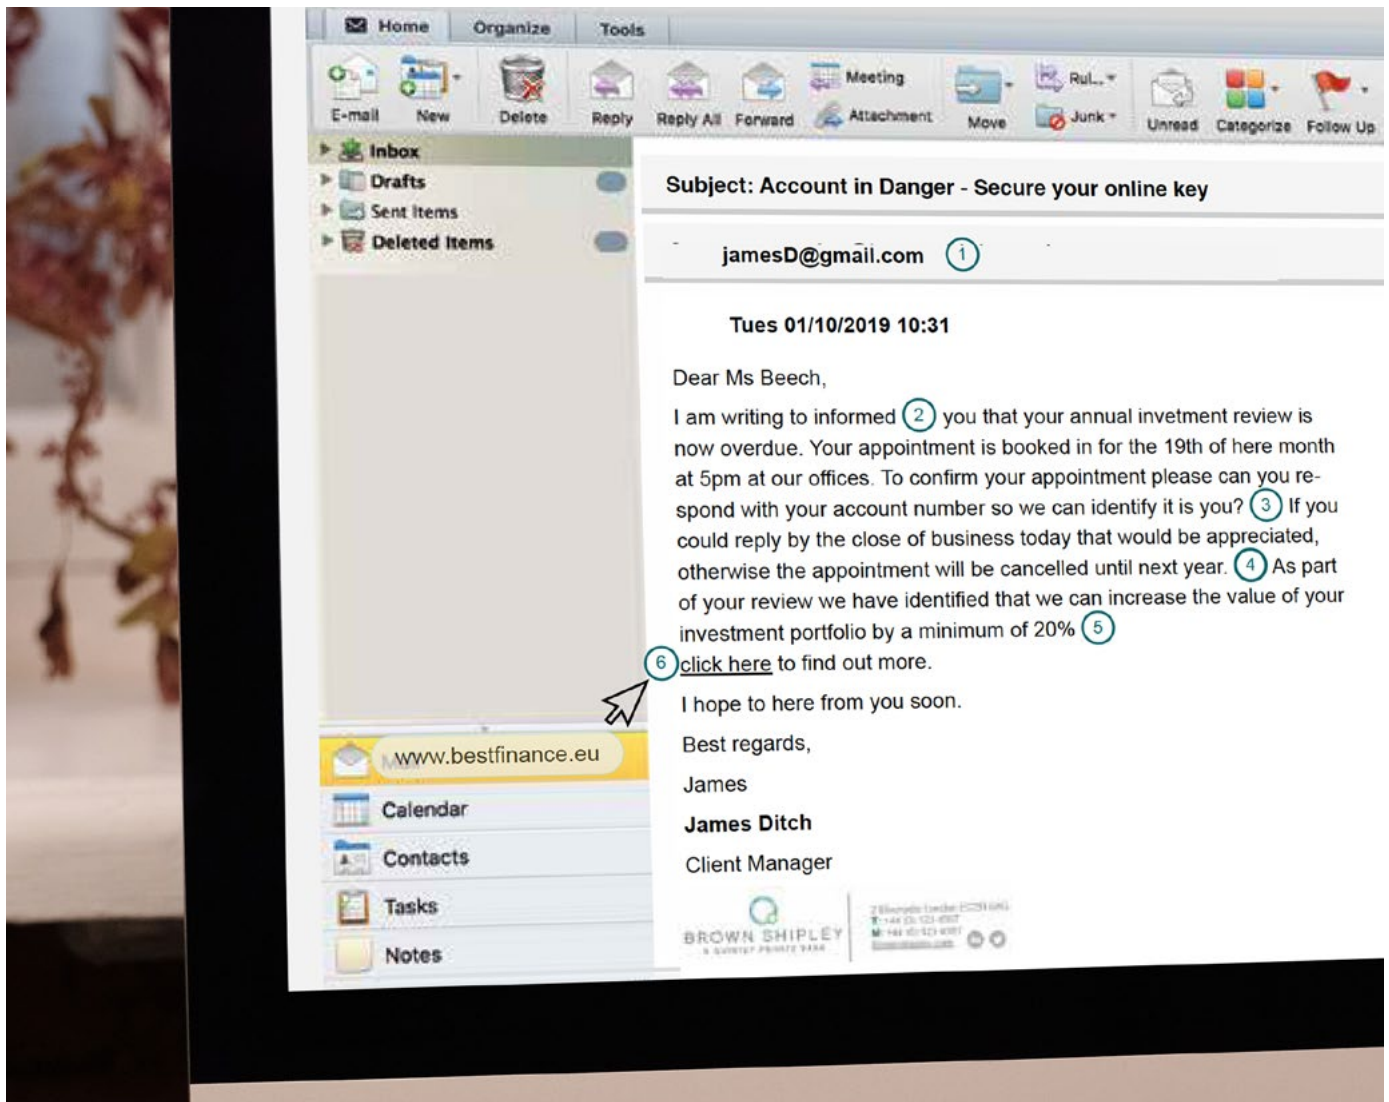 Home Organize Tools
E-mail New Delete Reply Reply All Forward Meeting Attachment Move Rul... Junk Unread Categorize Follow Up
Inbox
Drafts
Sent Items
Deleted Items
Subject: Account in Danger - Secure your online key
jamesD@gmail.com 1
Tues 01/10/2019 10:31
Dear Ms Beech,
I am writing to informed 2 you that your annual invetment review is
now overdue. Your appointment is booked in for the 19th of here month
at 5pm at our offices. To confirm your appointment please can you re-
spond with your account number so we can identify it is you? 3 If you
could reply by the close of business today that would be appreciated,
otherwise the appointment will be cancelled until next year. 4 As part
of your review we have identified that we can increase the value of your
investment portfolio by a minimum of 20% 5
6 click here to find out more.
I hope to here from you soon.
Best regards,
James
James Ditch
Client Manager
BROWN SHIPLEY
www.bestfinance.eu
Calendar
Contacts
Tasks
Notes